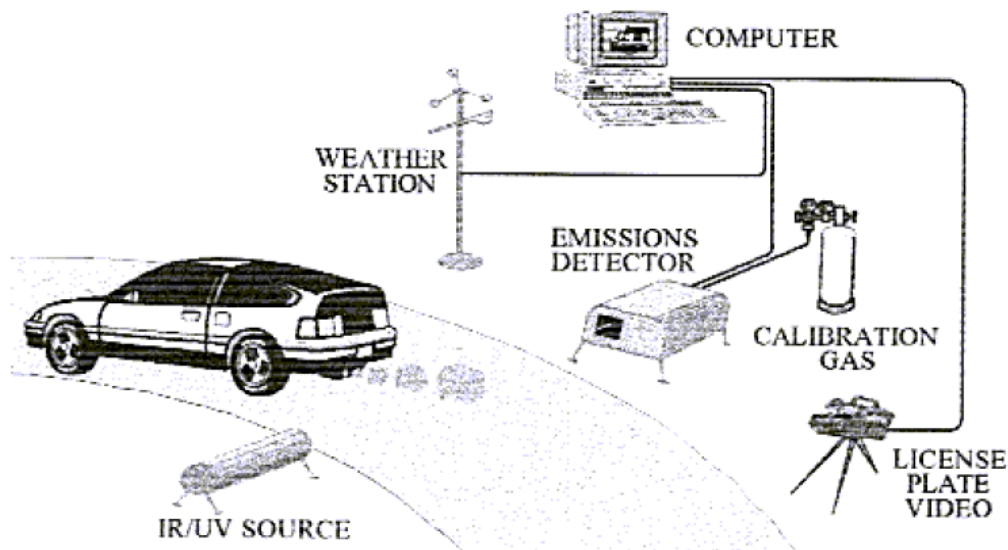 COMPUTER
WEATHER
STATION
EMISSIONS
DETECTOR
CALIBRATION
GAS
LICENSE
PLATE
VIDEO
IR/UV SOURCE